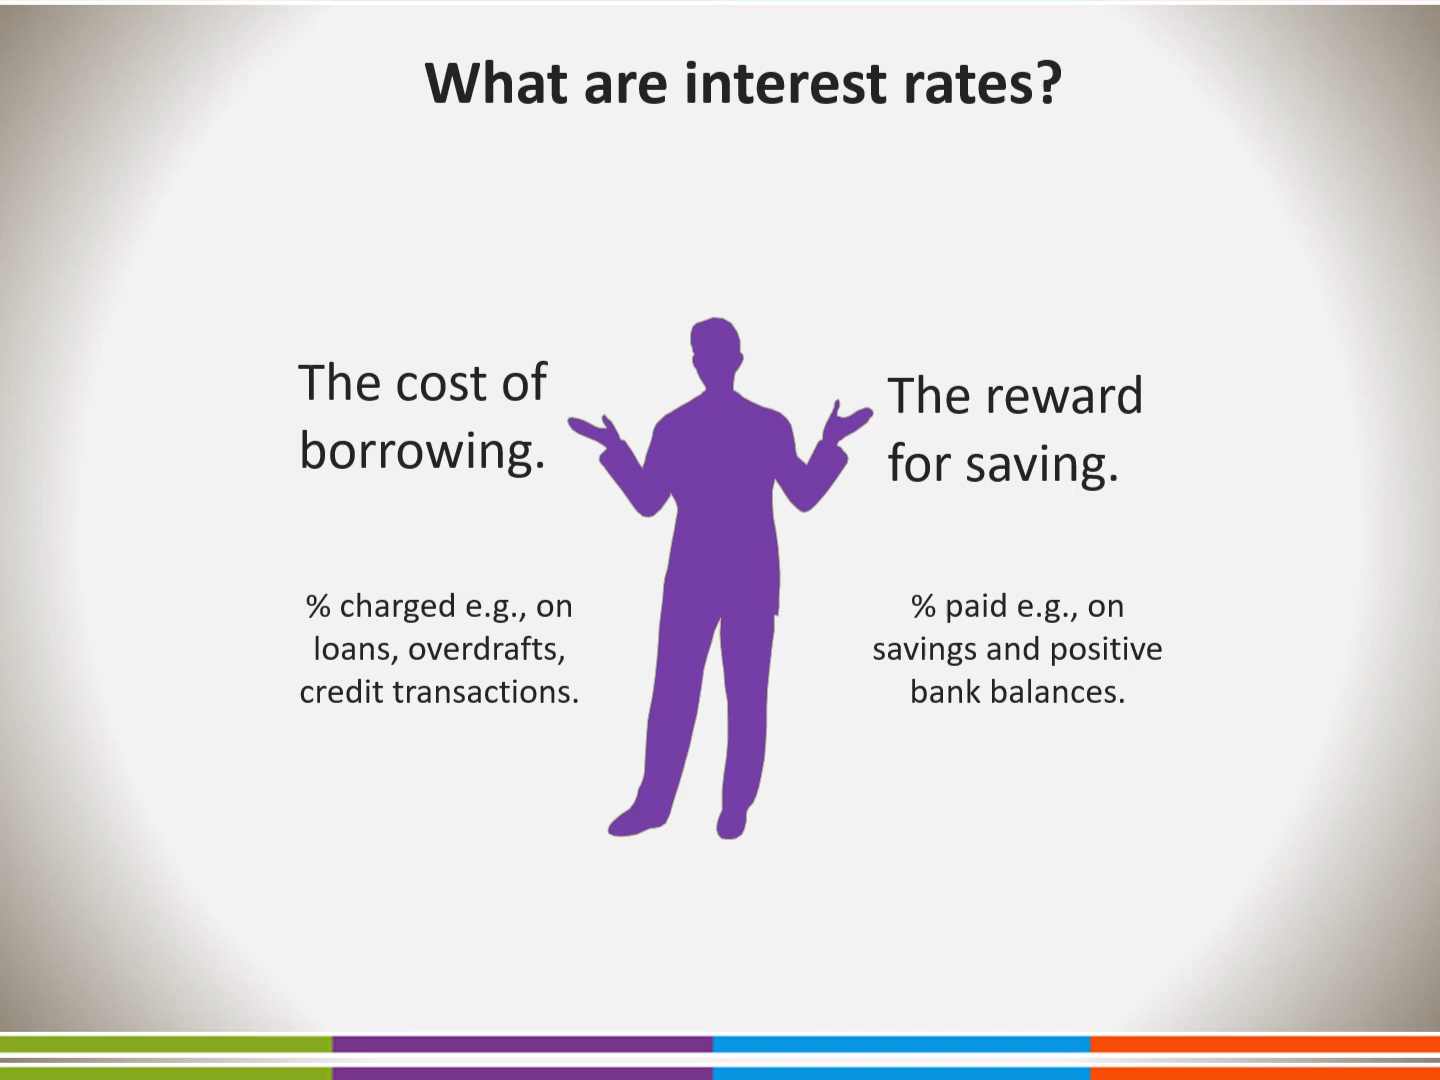 What are interest rates?
The cost of
borrowing.
The reward
for saving.
% charged e.g., on
loans, overdrafts,
credit transactions.
% paid e.g., on
savings and positive
bank balances.